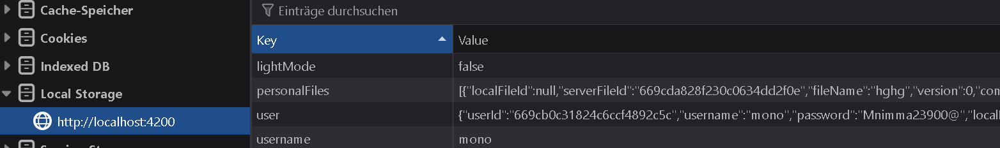 Cache-Speicher
Cookies
Indexed DB
Local Storage
http://localhost:4200
Einträge durchsuchen
Key Value
lightMode false
personalFiles [{"localFileId":null,"serverFileId":"669cda828f230c0634dd2f0e","fileName":"hghg","version":0,"con
user {"userId":"669cb0c31824c6ccf4892c5c","username":"mono","password":"Mnimma23900@","local
username mono